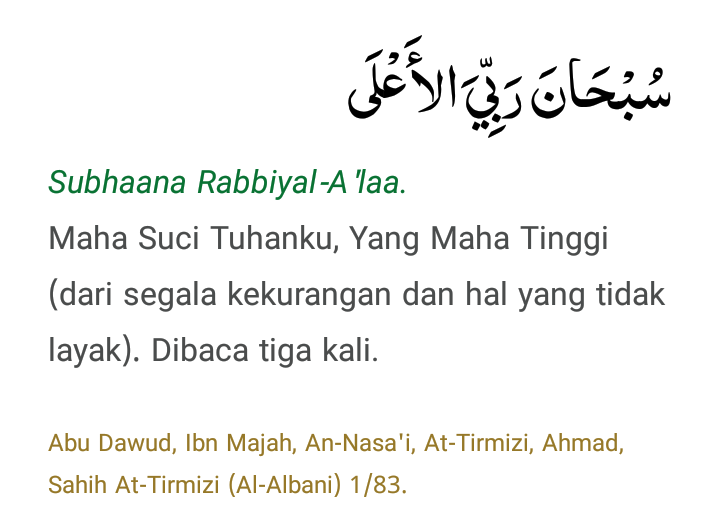 سُبْحَانَ رَبِّيَ الأَعْلَى
Subhaana Rabbiyal-A'laa.
Maha Suci Tuhanku, Yang Maha Tinggi
(dari segala kekurangan dan hal yang tidak
layak). Dibaca tiga kali.
Abu Dawud, Ibn Majah, An-Nasa'i, At-Tirmizi, Ahmad,
Sahih At-Tirmizi (Al-Albani) 1/83.